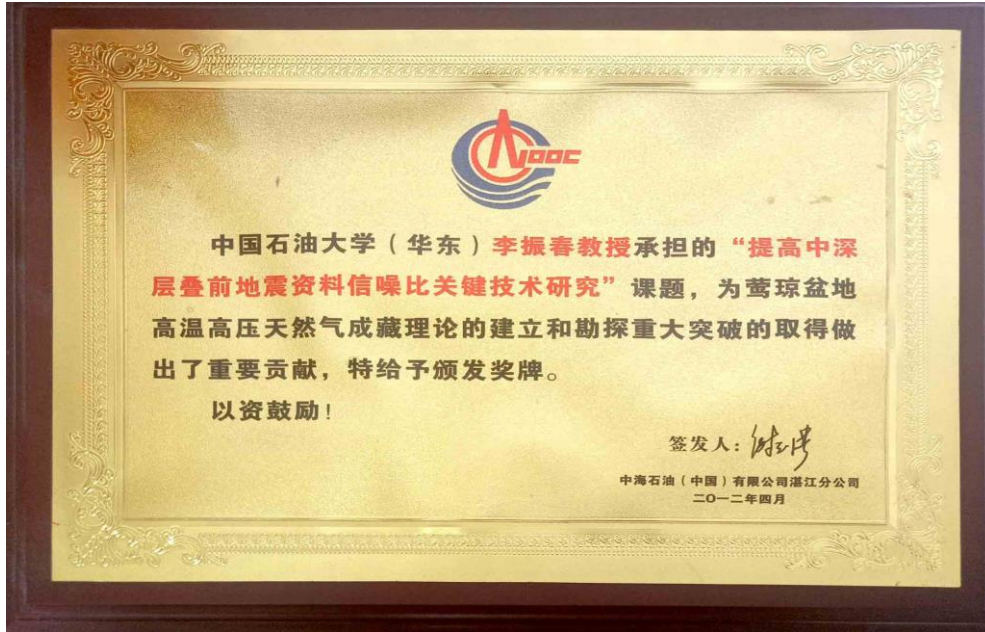 CNOOC
中国石油大学（华东）李振春教授承担的“提高中深
层叠前地震资料信噪比关键技术研究”课题，为莺琼盆地
高温高压天然气成藏理论的建立和勘探重大突破的取得做
出了重要贡献，特给予颁发奖牌。
以资鼓励！
签发人：
中海石油（中国）有限公司湛江分公司
二〇一二年四月